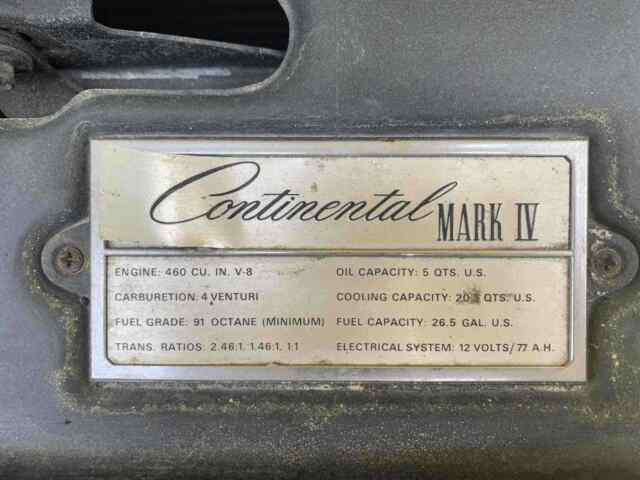 Continental MARK IV
ENGINE: 460 CU. IN. V-8 OIL CAPACITY: 5 QTS. U.S.
CARBURETION: 4 VENTURI COOLING CAPACITY: QTS. U.S.
FUEL GRADE: 91 OCTANE (MINIMUM) FUEL CAPACITY: 26.5 GAL. U.S.
TRANS. RATIOS: 2.46:1. 1.46:1. 1:1 ELECTRICAL SYSTEM: 12 VOLTS/77 A.H.